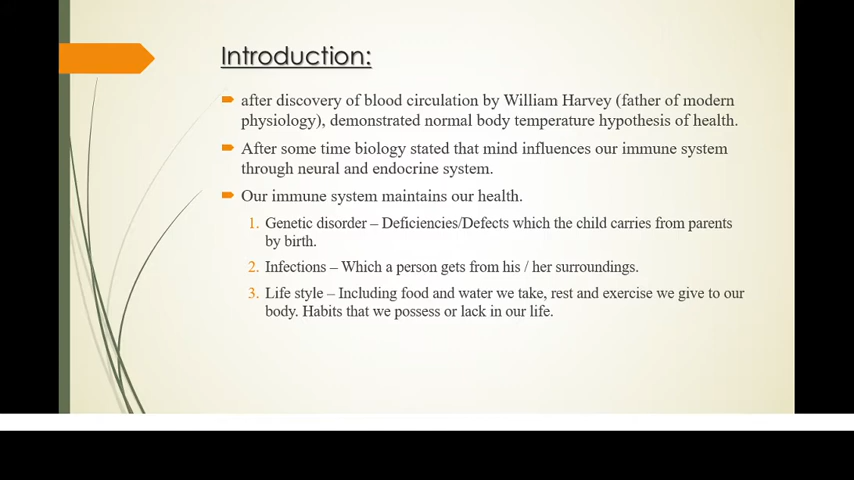 Introduction:
after discovery of blood circulation by William Harvey (father of modern
physiology), demonstrated normal body temperature hypothesis of health.
After some time biology stated that mind influences our immune system
through neural and endocrine system.
Our immune system maintains our health.
1. Genetic disorder – Deficiencies/Defects which the child carries from parents
by birth.
2. Infections – Which a person gets from his / her surroundings.
3. Life style – Including food and water we take, rest and exercise we give to our
body. Habits that we possess or lack in our life.